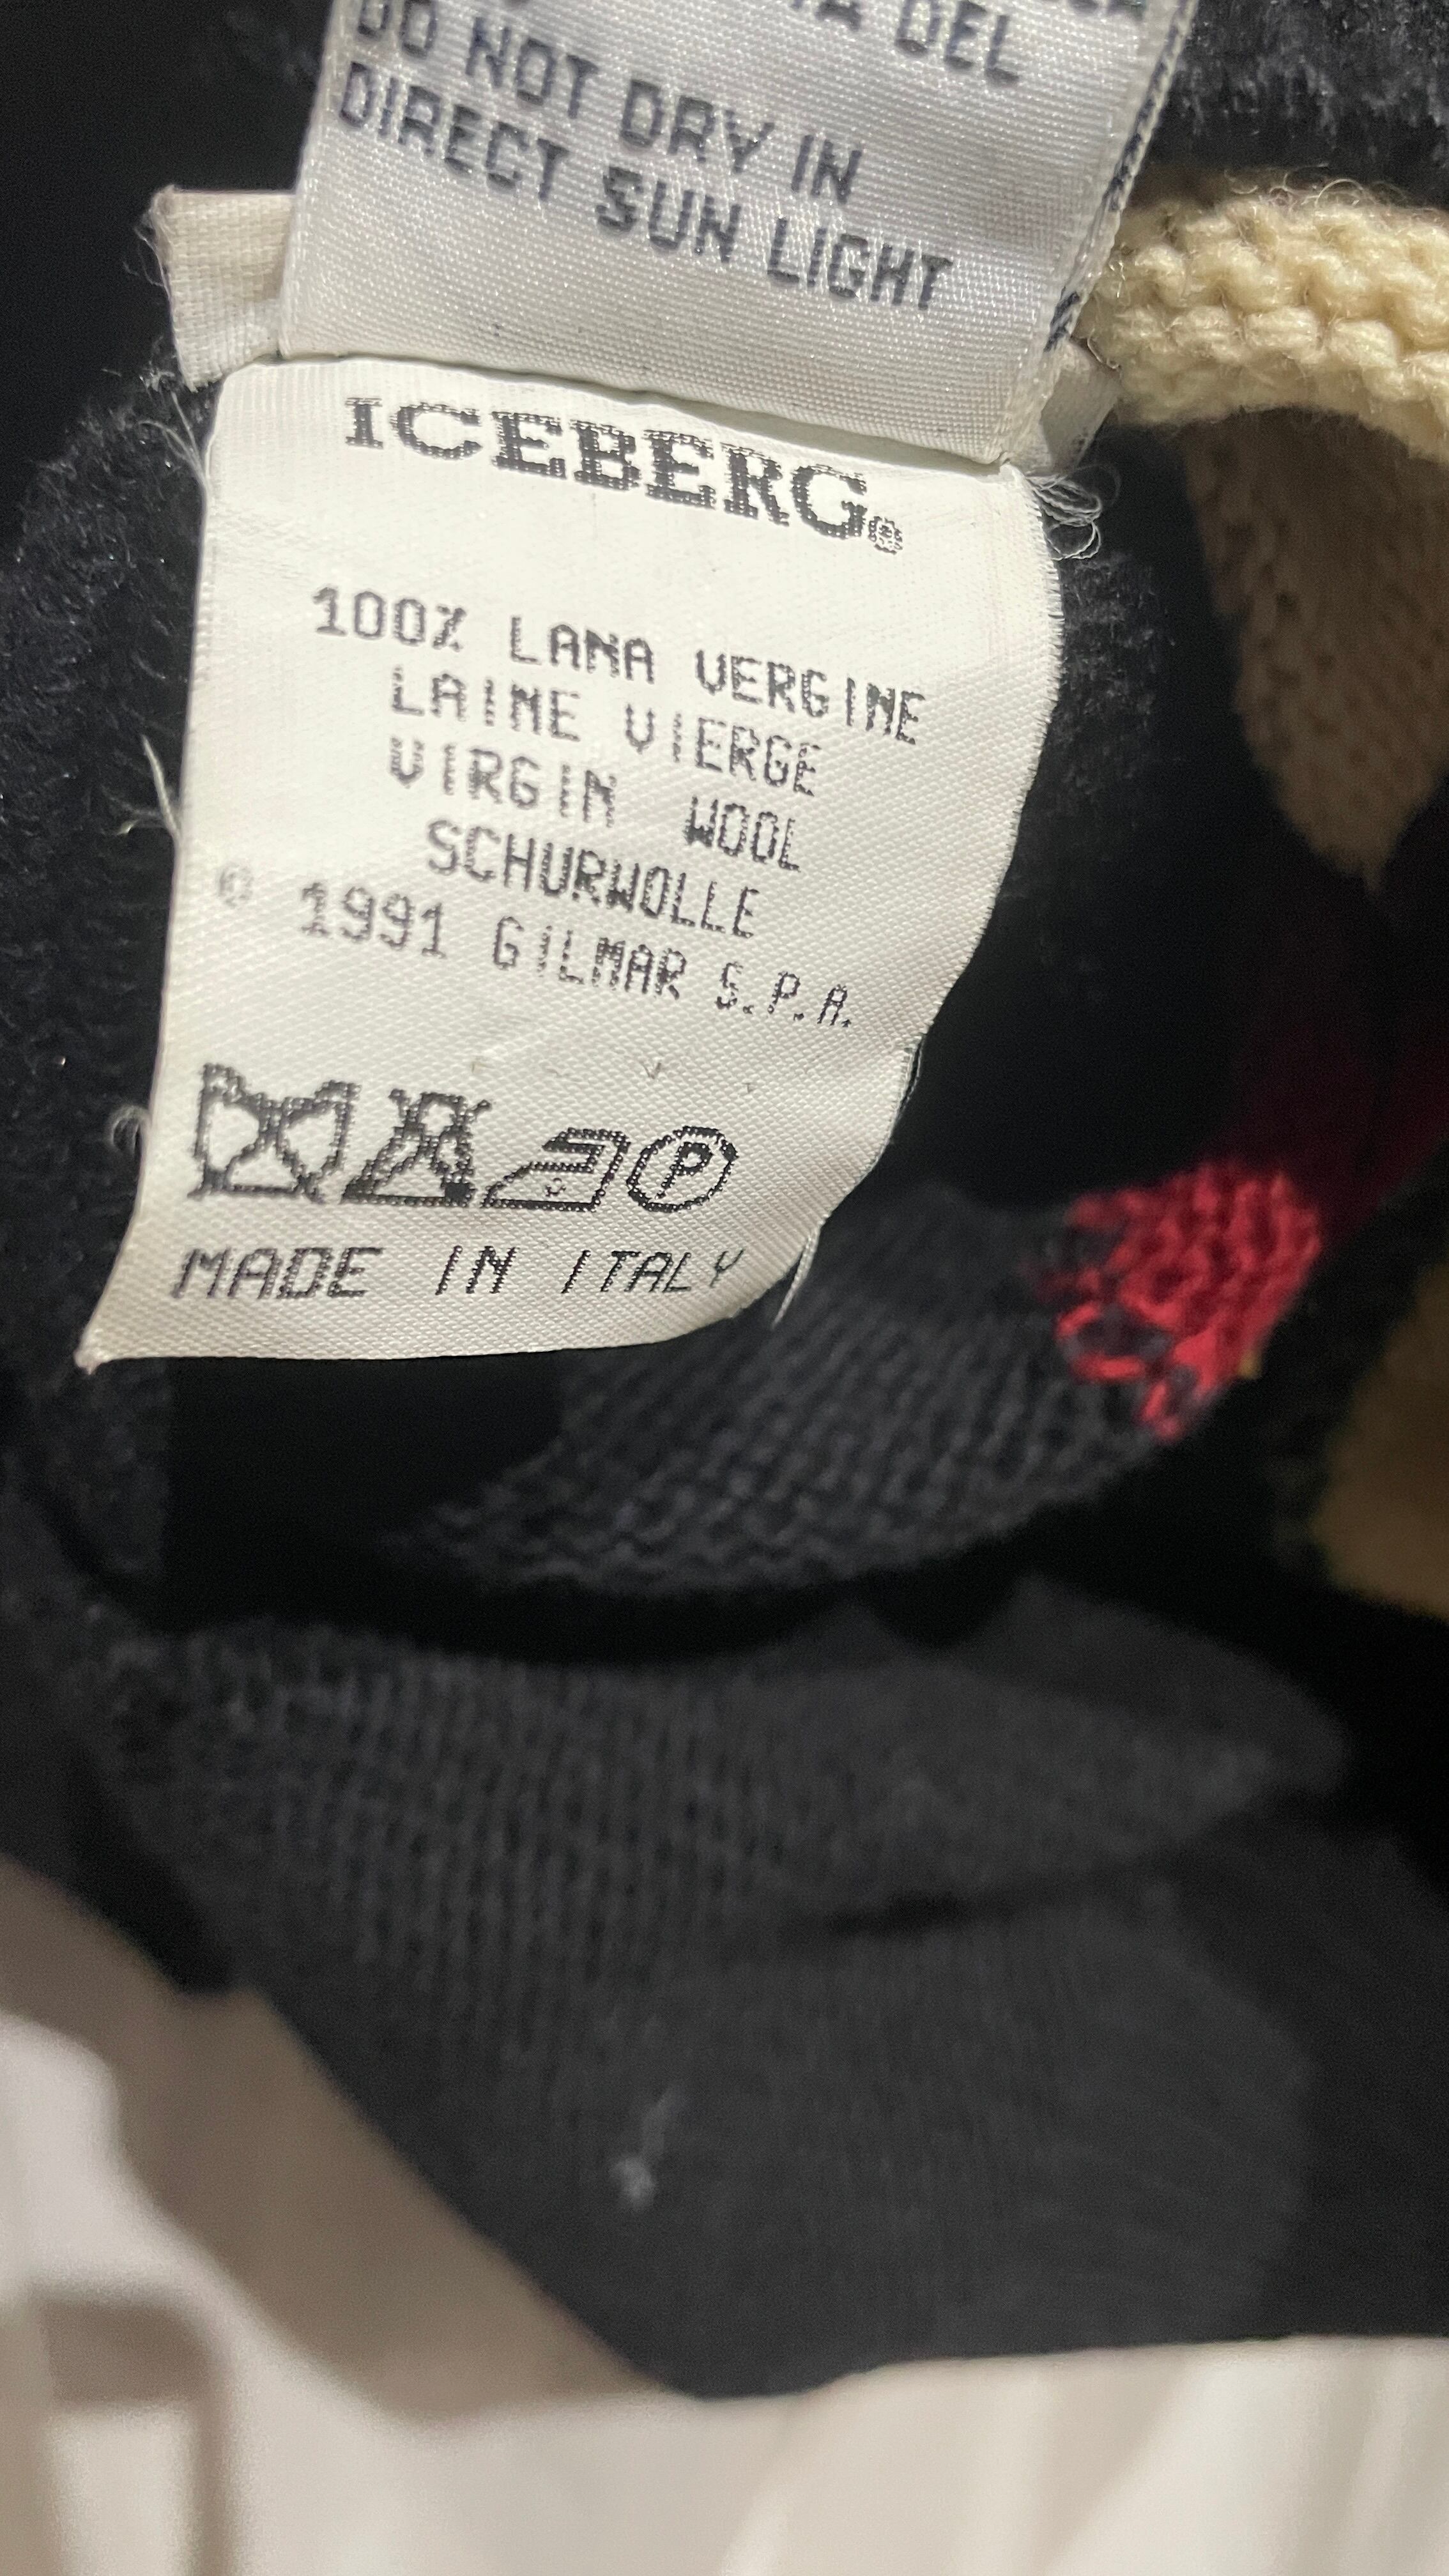 DEL
DO NOT DRY IN
DIRECT SUN LIGHT
ICEBERG®
100% LANA VERGINE
LAINE VIERGE
VIRGIN WOOL
SCHURWOLLE
© 1991 GILMAR S.P.A.
P
MADE IN ITALY